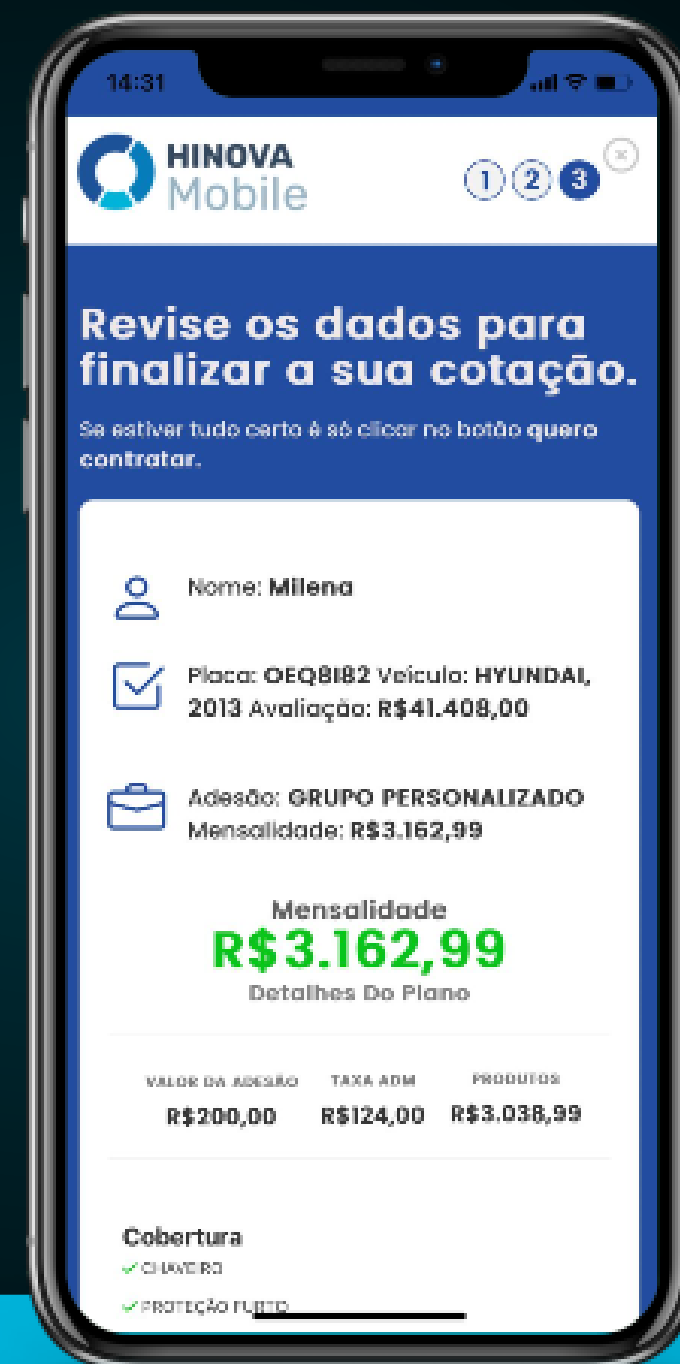 14:31
HINOVA
Mobile
1 2 3
Revise os dados para
finalizar a sua cotação.
Se estiver tudo certo é só clicar no botão quero
contratar.
Nome: Milena
Placa: OEQ8I82 Veículo: HYUNDAI,
2013 Avaliação: R$41.408,00
Adesão: GRUPO PERSONALIZADO
Mensalidade: R$3.162,99
Mensalidade
R$3.162,99
Detalhes Do Plano
VALOR DA ADESÃO TAXA ADM PRODUTOS
R$200,00 R$124,00 R$3.038,99
Cobertura
CHAVEIRO
PROTEÇÃO FURTO